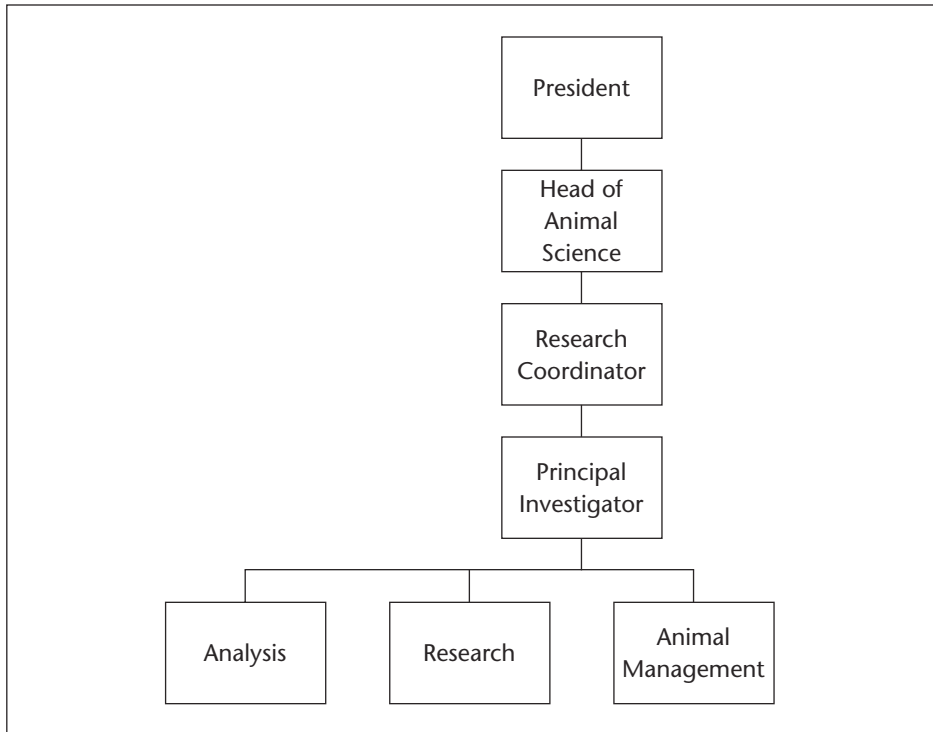 President
Head of
Animal
Science
Research
Coordinator
Principal
Investigator
Analysis
Research
Animal
Management